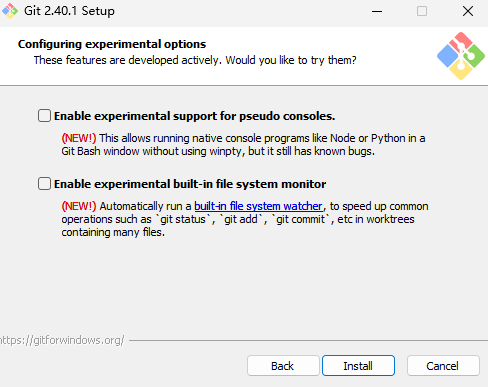 Git 2.40.1 Setup
Configuring experimental options
These features are developed actively. Would you like to try them?
Enable experimental support for pseudo consoles.
(NEW!) This allows running native console programs like Node or Python in a
Git Bash window without using winpty, but it still has known bugs.
Enable experimental built-in file system monitor
(NEW!) Automatically run a built-in file system watcher, to speed up common
operations such as `git status`, `git add`, `git commit`, etc in worktrees
containing many files.
https://gitforwindows.org/
Back
Install
Cancel